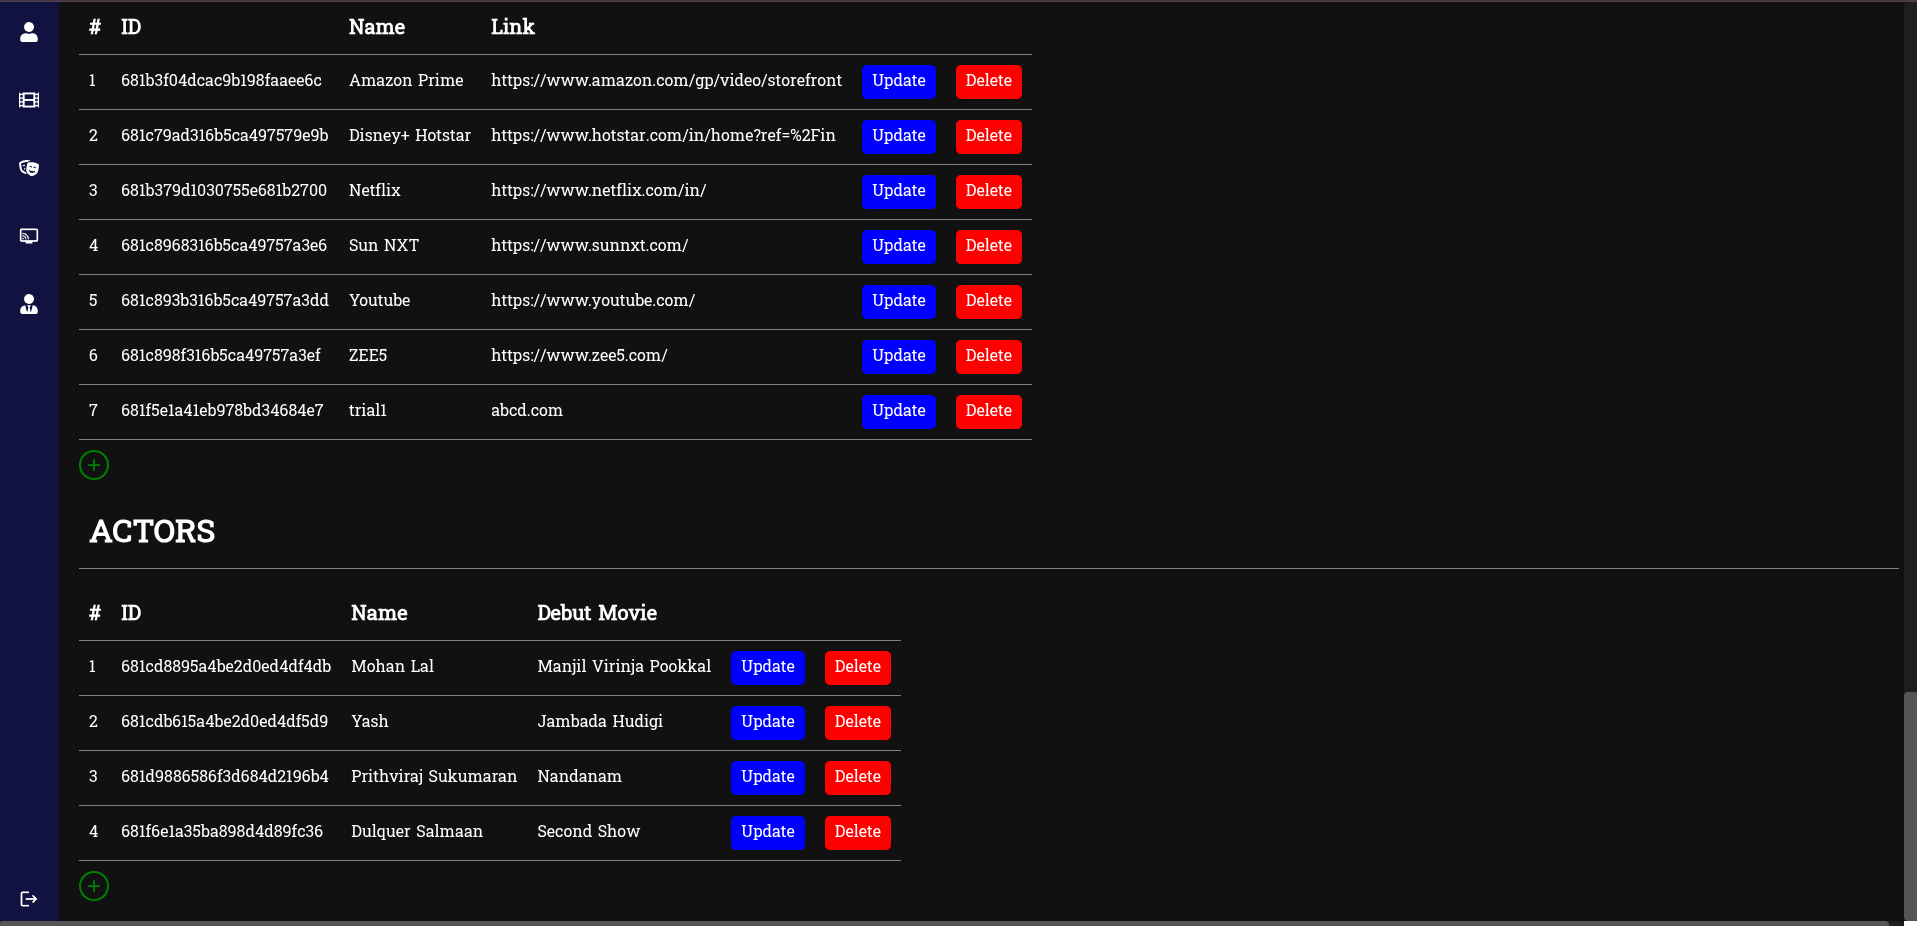 # ID Name Link
1 681b3f04dcac9b198faaee6c Amazon Prime https://www.amazon.com/gp/video/storefront Update Delete
2 681c79ad316b5ca497579e9b Disney+ Hotstar https://www.hotstar.com/in/home?ref=%2Fin Update Delete
3 681b379d1030755e681b2700 Netflix https://www.netflix.com/in/ Update Delete
4 681c8968316b5ca49757a3e6 Sun NXT https://www.sunnxt.com/ Update Delete
5 681c893b316b5ca49757a3dd Youtube https://www.youtube.com/ Update Delete
6 681c898f316b5ca49757a3ef ZEE5 https://www.zee5.com/ Update Delete
7 681f5e1a41eb978bd34684e7 trial1 abcd.com Update Delete
ACTORS
# ID Name Debut Movie
1 681cd8895a4be2d0ed4df4db Mohan Lal Manjil Virinja Pookkal Update Delete
2 681cdb615a4be2d0ed4df5d9 Yash Jambada Hudigi Update Delete
3 681d9886586f3d684d2196b4 Prithviraj Sukumaran Nandanam Update Delete
4 681f6e1a35ba898d4d89fc36 Dulquer Salmaan Second Show Update Delete